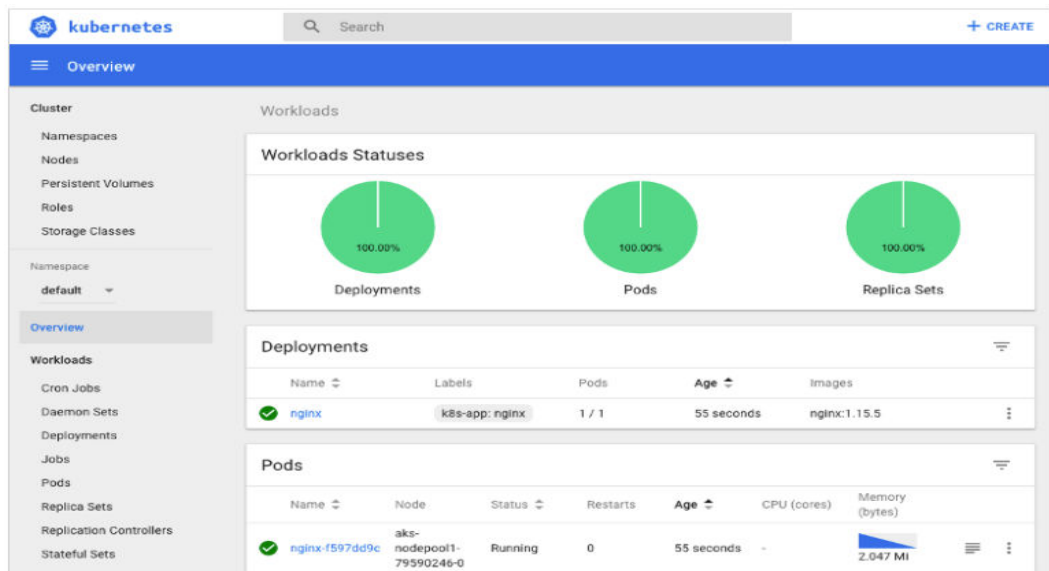 kubernetes
Search
+ CREATE
Overview
Cluster
Namespaces
Nodes
Persistent Volumes
Roles
Storage Classes
Namespace
default
Overview
Workloads
Cron Jobs
Daemon Sets
Deployments
Jobs
Pods
Replica Sets
Replication Controllers
Stateful Sets
Workloads
Workloads Statuses
100.00% 100.00% 100.00%
Deployments Pods Replica Sets
Deployments
Name Labels Pods Age Images
nginx k8s-app: nginx 1 / 1 55 seconds nginx:1.15.5
Pods
Name Node Status Restarts Age CPU (cores) Memory (bytes)
nginx-f597dd9c aks-nodepool1-79590246-0 Running 0 55 seconds - 2.047 Mi